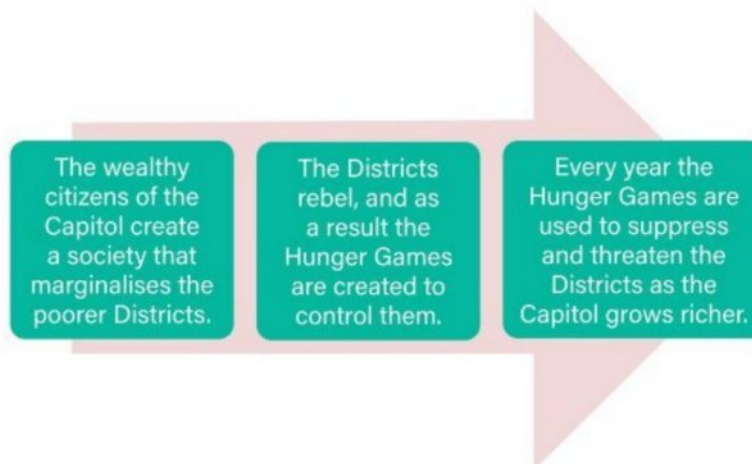 The wealthy
citizens of the
Capitol create
a society that
marginalises the
poorer Districts.
The Districts
rebel, and as
a result the
Hunger Games
are created to
control them.
Every year the
Hunger Games are
used to suppress
and threaten the
Districts as the
Capitol grows richer.